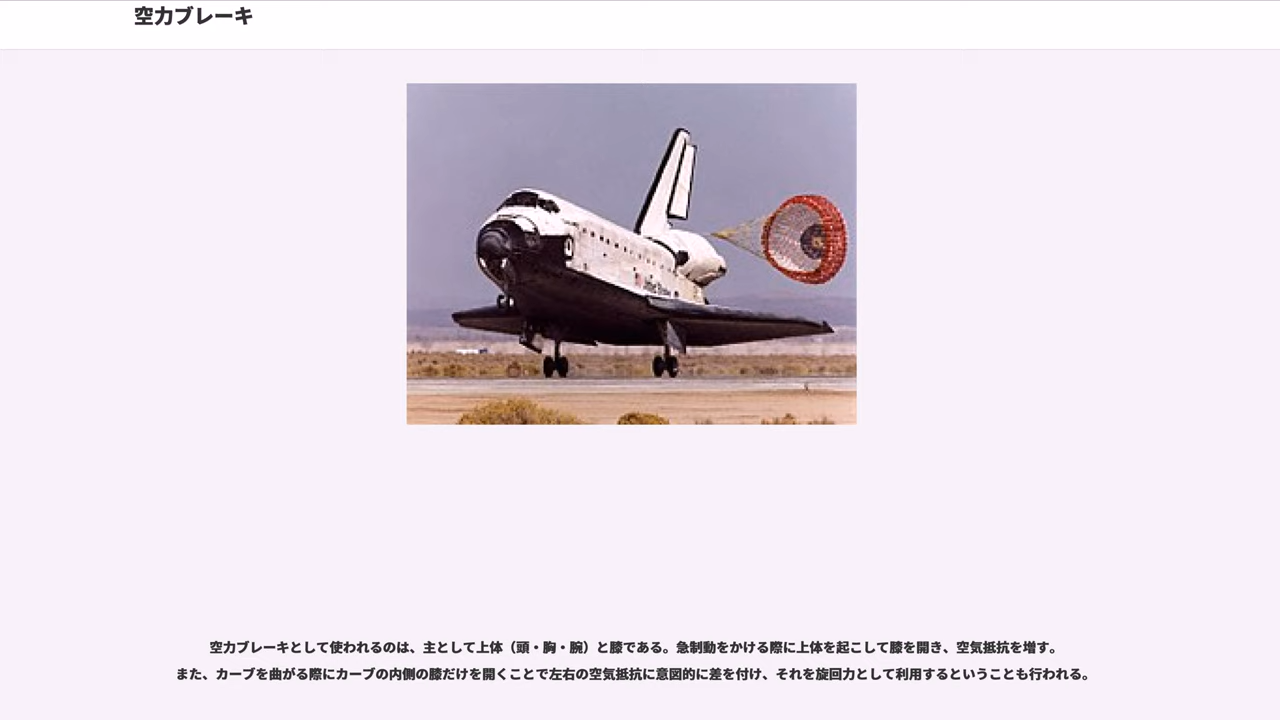 空力ブレーキ
空力ブレーキとして使われるのは、主として上体（頭・胸・腕）と膝である。急制動をかける際に上体を起こして膝を開き、空気抵抗を増す。
また、カーブを曲がる際にカーブの内側の膝だけを開くことで左右の空気抵抗に意図的に差を付け、それを旋回力として利用するということも行われる。